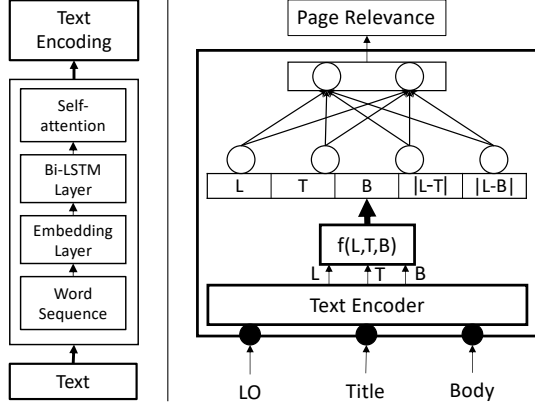 Text
Encoding
Self-
attention
Bi-LSTM
Layer
Embedding
Layer
Word
Sequence
Text
Page Relevance
L T B |L-T| |L-B|
f(L,T,B)
L T B
Text Encoder
LO Title Body